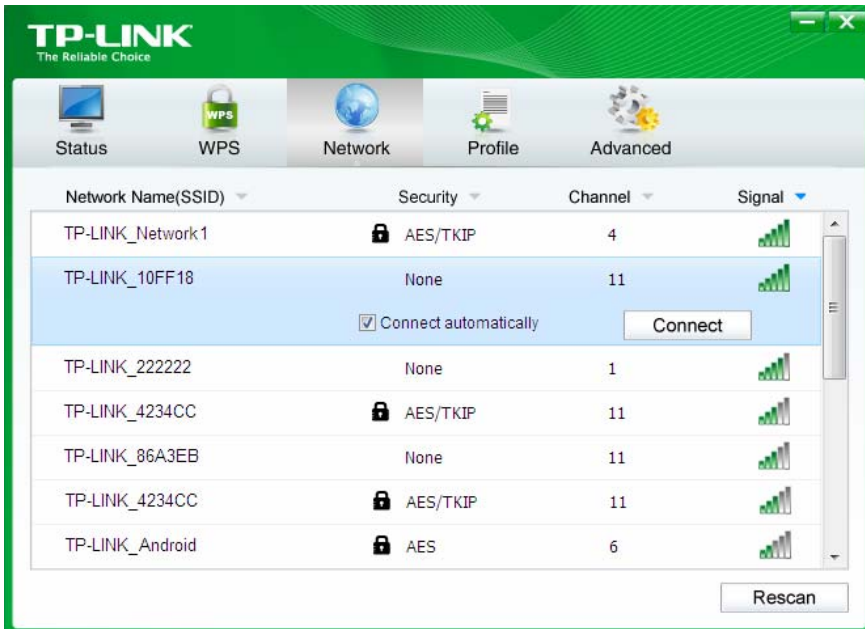 TP-LINK
The Reliable Choice
WPS
Status WPS Network Profile Advanced
Network Name(SSID) Security Channel Signal
TP-LINK_Network1 AES/TKIP 4
TP-LINK_10FF18 None 11
Connect automatically Connect
TP-LINK_222222 None 1
TP-LINK_4234CC AES/TKIP 11
TP-LINK_86A3EB None 11
TP-LINK_4234CC AES/TKIP 11
TP-LINK_Android AES 6
Rescan